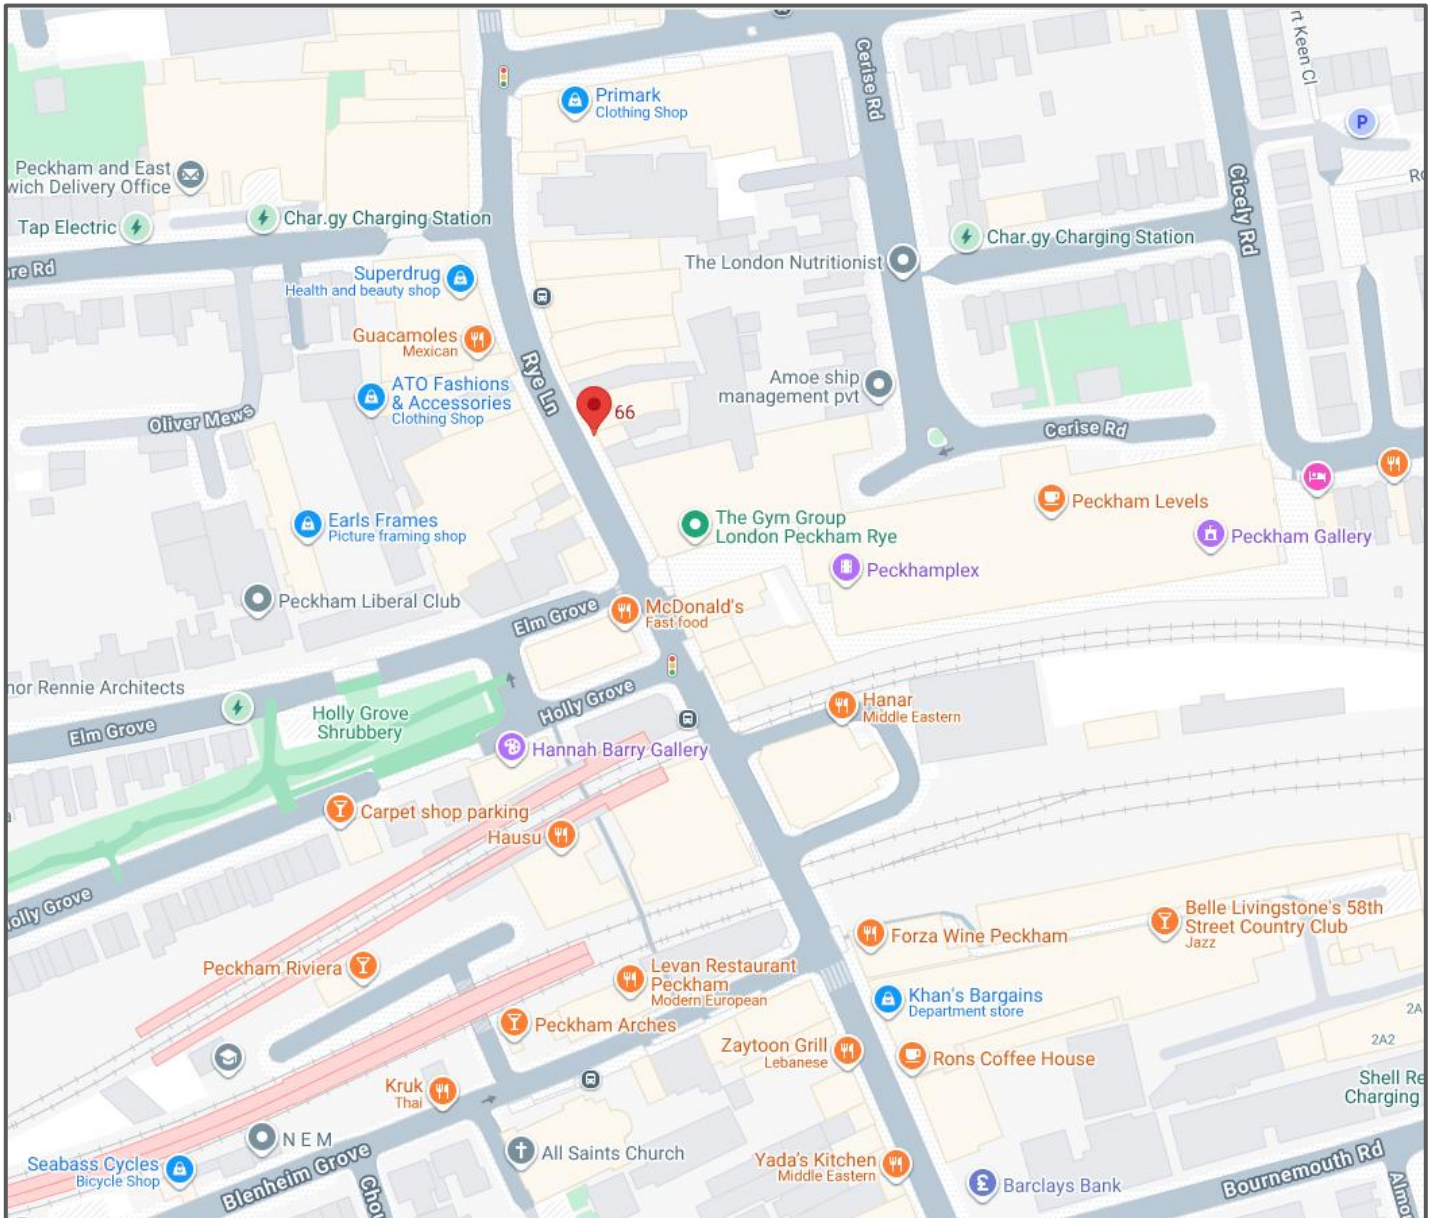 rt Keen Cl
Cerise Rd
Primark
Clothing Shop
P
Peckham and East
wich Delivery Office
Cicely Rd
Tap Electric
Char.gy Charging Station
Char.gy Charging Station
ore Rd
The London Nutritionist
Superdrug
Health and beauty shop
Guacamoles
Mexican
Rye Ln
ATO Fashions
& Accessories
Clothing Shop
Amoe ship
management pvt
66
Oliver Mews
Cerise Rd
Peckham Levels
The Gym Group
London Peckham Rye
Earls Frames
Picture framing shop
Peckham Gallery
Peckhamplex
Peckham Liberal Club
McDonald's
Fast food
Elm Grove
nor Rennie Architects
Holly Grove
Holly Grove
Shrubbery
Hanar
Middle Eastern
Elm Grove
Hannah Barry Gallery
Carpet shop parking
Hausu
Holly Grove
Belle Livingstone's 58th
Street Country Club
Jazz
Forza Wine Peckham
Peckham Riviera
Levan Restaurant
Peckham
Modern European
Khan's Bargains
Department store
2A
Peckham Arches
2A2
Zaytoon Grill
Lebanese
Rons Coffee House
Kruk
Thai
Shell Re
Charging
N E M
All Saints Church
Seabass Cycles
Bicycle Shop
Blenheim Grove
Chou
Yada's Kitchen
Middle Eastern
£
Barclays Bank
Bournemouth Rd
Almo